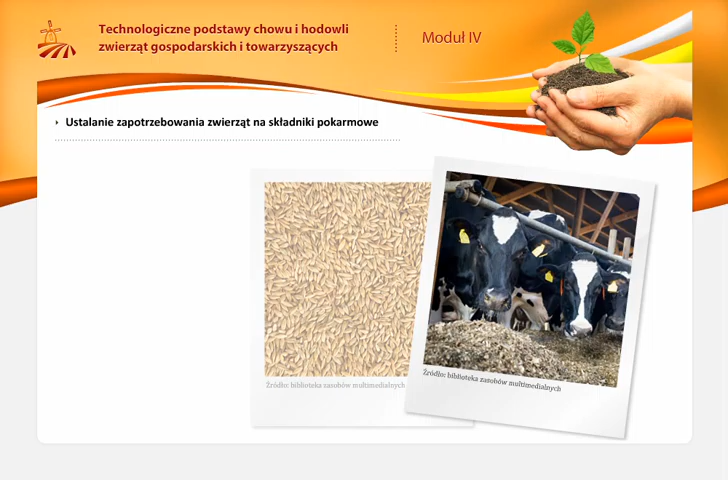 Technologiczne podstawy chowu i hodowli
zwierząt gospodarskich i towarzyszących
Moduł IV
Ustalanie zapotrzebowania zwierząt na składniki pokarmowe
Źródło: biblioteka zasobów multimedialnych
Źródło: biblioteka zasobów multimedialnych